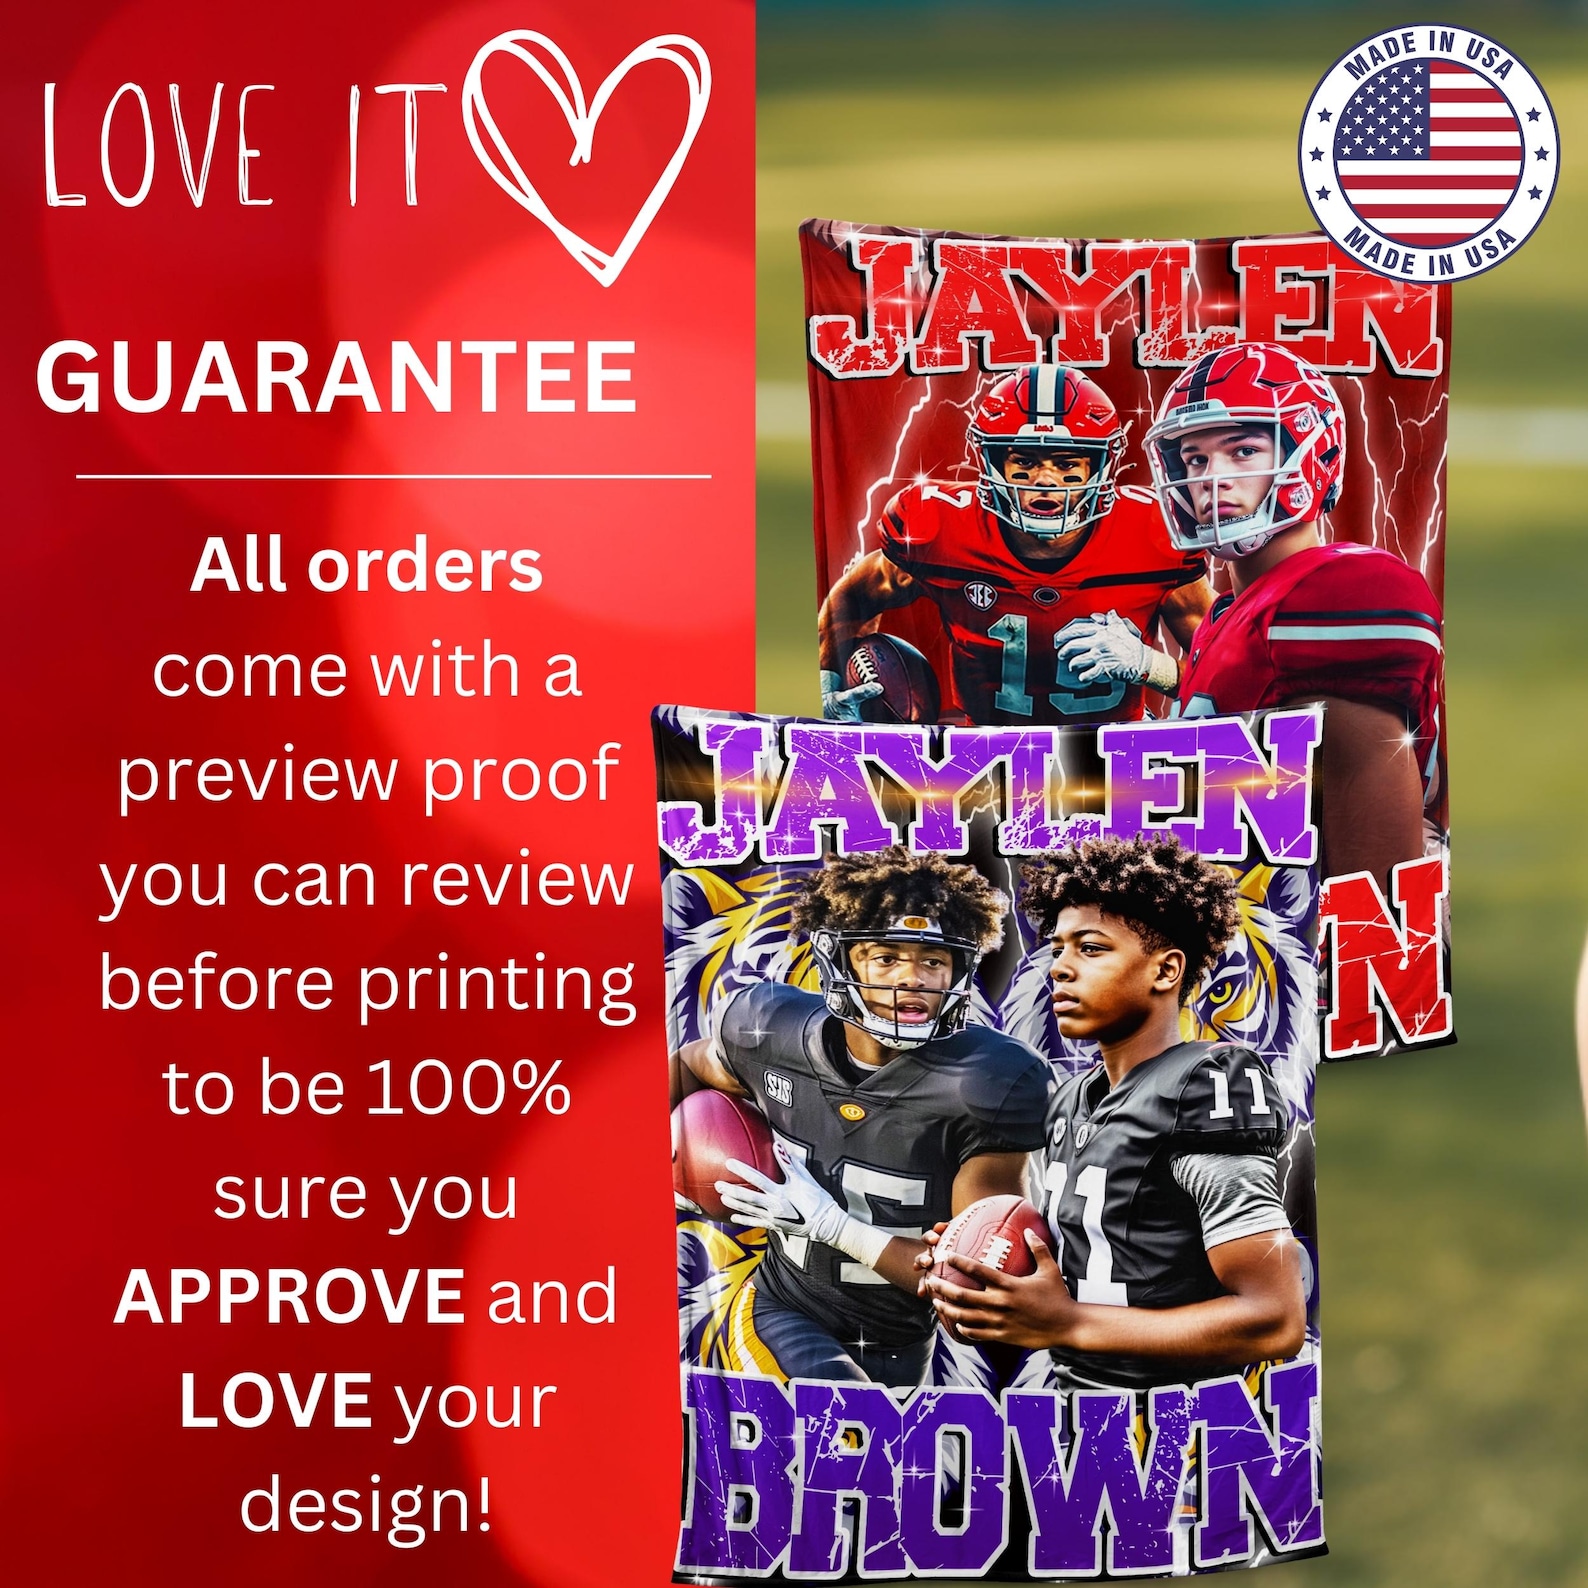 LOVE IT
GUARANTEE
All orders
come with a
preview proof
you can review
before printing
to be 100%
sure you
APPROVE and
LOVE your
design!
MADE IN USA
MADE IN USA
JAYLEN
JAYLEN
11
11
BROWN
N